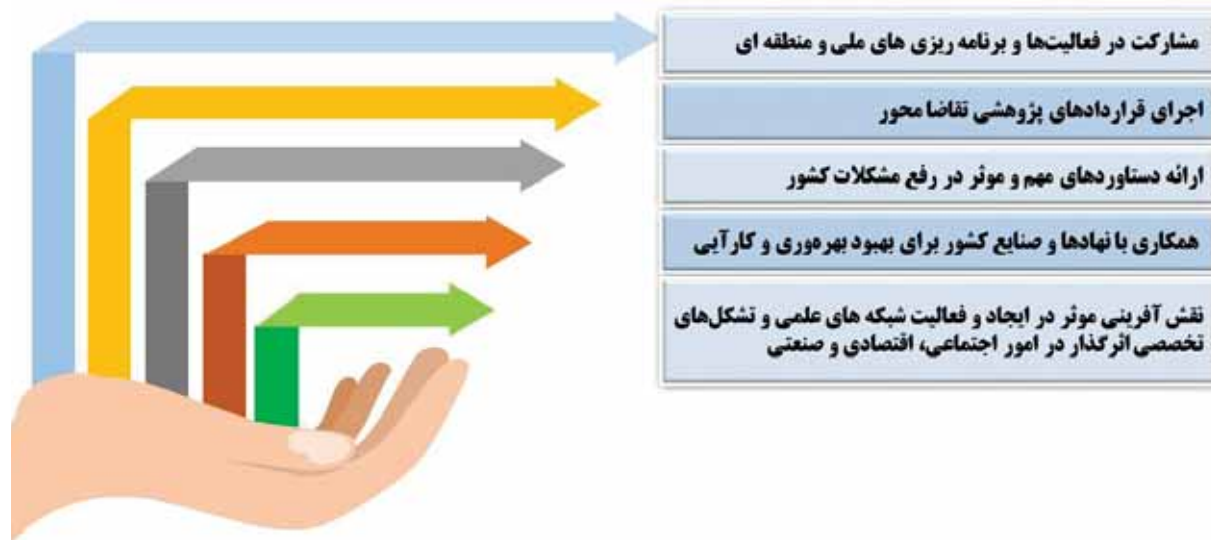 مشارکت در فعالیت‌ها و برنامه ریزی های ملی و منطقه ای
اجرای قراردادهای پژوهشی تقاضا محور
ارائه دستاوردهای مهم و موثر در رفع مشکلات کشور
همکاری با نهادها و صنایع کشور برای بهبود بهره‌وری و کارآیی
نقش آفرینی موثر در ایجاد و فعالیت شبکه های علمی و تشکل‌های
تخصصی اثرگذار در امور اجتماعی، اقتصادی و صنعتی